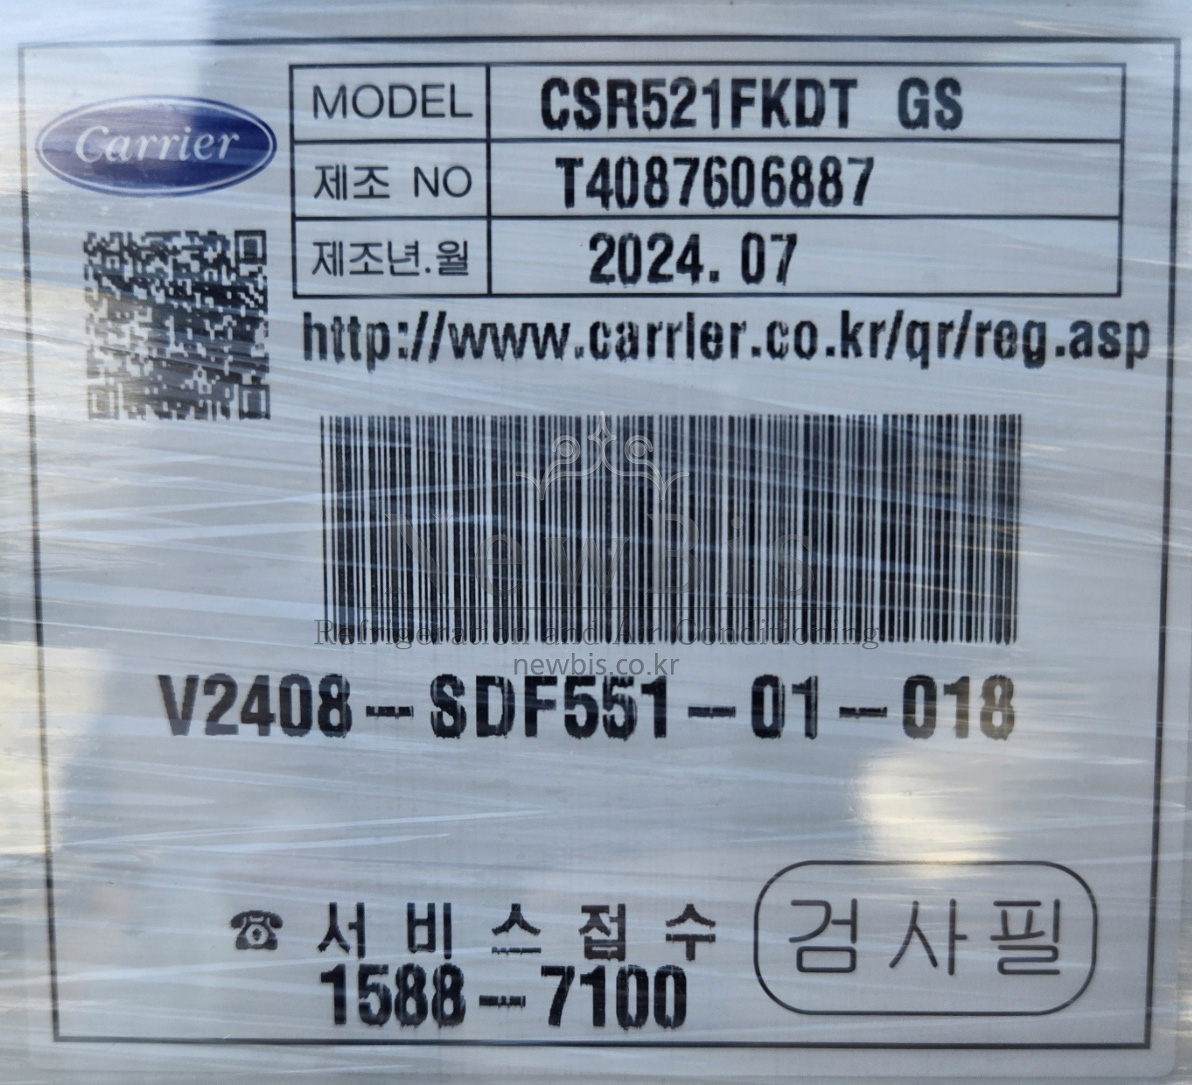 Carrier
MODEL CSR521FKDT GS
제조 NO T4087606887
제조년.월 2024.07
http://www.carrier.co.kr/qr/reg.asp
NewBis
Refrigeration and Air Conditioning
newbis.co.kr
V2408-SDF551-01-018
☎ 서비스접수
1588-7100
검사필